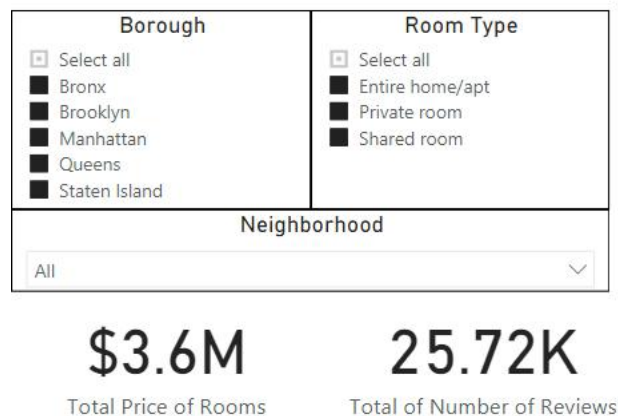 Borough
Select all
Bronx
Brooklyn
Manhattan
Queens
Staten Island
Room Type
Select all
Entire home/apt
Private room
Shared room
Neighborhood
All
$3.6M
Total Price of Rooms
25.72K
Total of Number of Reviews